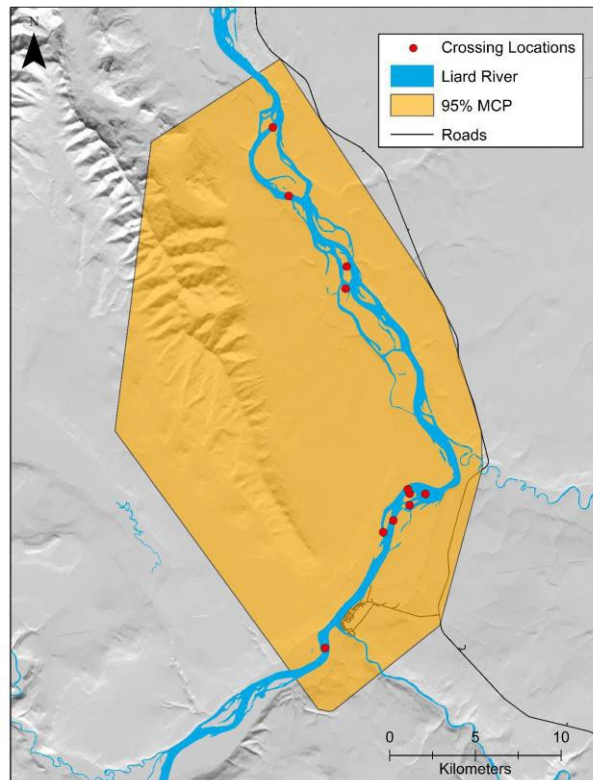 N
Crossing Locations
Liard River
95% MCP
Roads
0 5 10
Kilometers